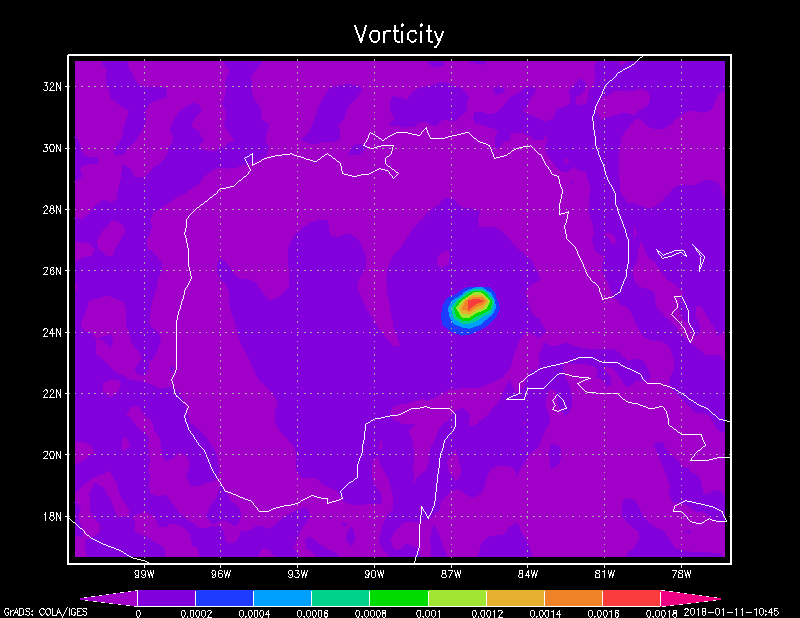 Vorticity
32N
30N
28N
26N
24N
22N
20N
18N
99W 96W 93W 90W 87W 84W 81W 78W
0 0.0002 0.0004 0.0006 0.0008 0.001 0.0012 0.0014 0.0016 0.0018
GrADS: COLA/IGES 2018-01-11-10:45